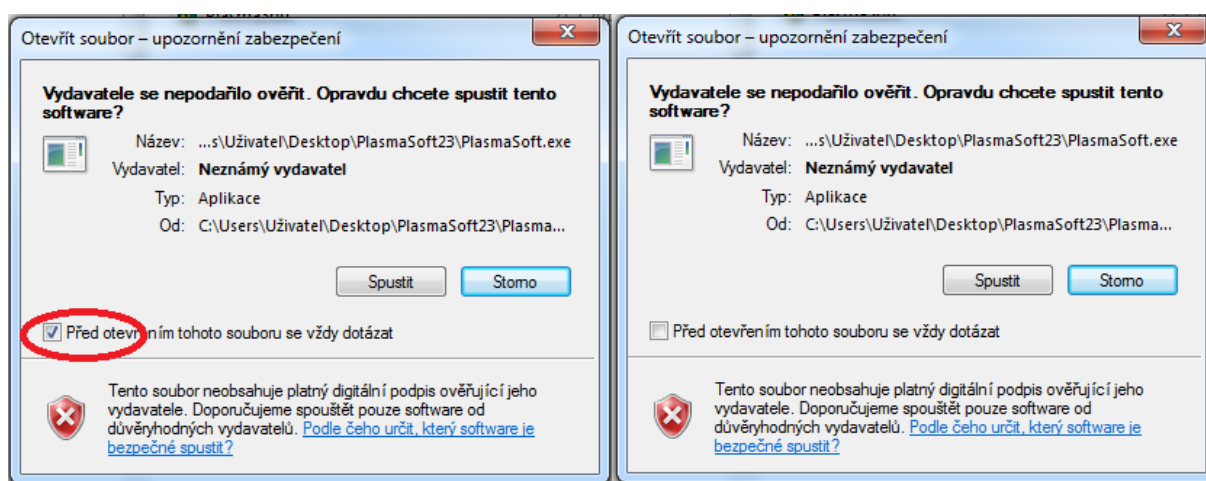 Otevřít soubor – upozornění zabezpečení
Vydavatele se nepodařilo ověřit. Opravdu chcete spustit tento
software?
Název: ...s\Uživatel\Desktop\PlasmaSoft23\PlasmaSoft.exe
Vydavatel: Neznámý vydavatel
Typ: Aplikace
Od: C:\Users\Uživatel\Desktop\PlasmaSoft23\Plasma...
Spustit Storno
Před otevřením tohoto souboru se vždy dotázat
Tento soubor neobsahuje platný digitální podpis ověřující jeho
vydavatele. Doporučujeme spouštět pouze software od
důvěryhodných vydavatelů. Podle čeho určit, který software je
bezpečné spustit?
Otevřít soubor – upozornění zabezpečení
Vydavatele se nepodařilo ověřit. Opravdu chcete spustit tento
software?
Název: ...s\Uživatel\Desktop\PlasmaSoft23\PlasmaSoft.exe
Vydavatel: Neznámý vydavatel
Typ: Aplikace
Od: C:\Users\Uživatel\Desktop\PlasmaSoft23\Plasma...
Spustit Storno
Před otevřením tohoto souboru se vždy dotázat
Tento soubor neobsahuje platný digitální podpis ověřující jeho
vydavatele. Doporučujeme spouštět pouze software od
důvěryhodných vydavatelů. Podle čeho určit, který software je
bezpečné spustit?